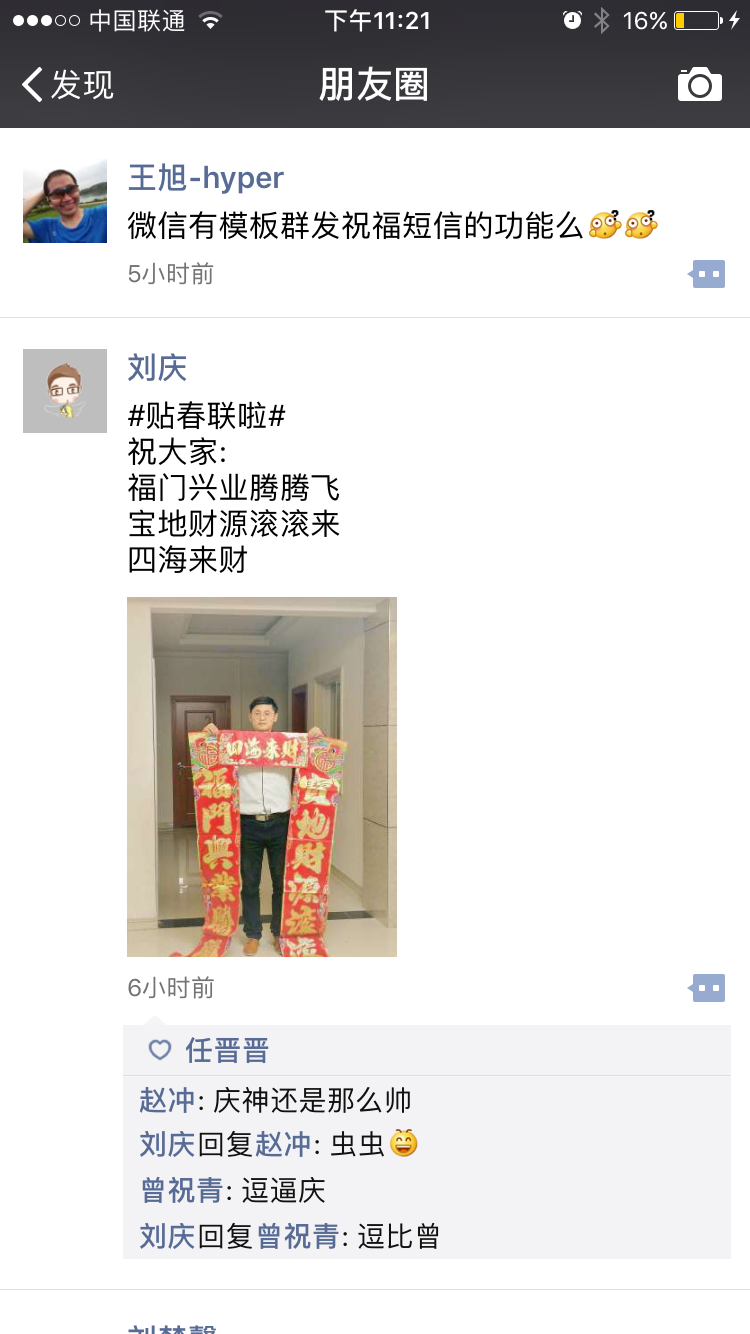 中国联通
下午11:21
16%
发现
朋友圈
王旭-hyper
微信有模板群发祝福短信的功能么
5小时前
刘庆
#贴春联啦#
祝大家:
福门兴业腾腾飞
宝地财源滚滚来
四海来财
四海来财
福門興業騰
寶地財源滾滾
6小时前
任晋晋
赵冲: 庆神还是那么帅
刘庆回复赵冲: 虫虫😄
曾祝青: 逗逼庆
刘庆回复曾祝青: 逗比曾